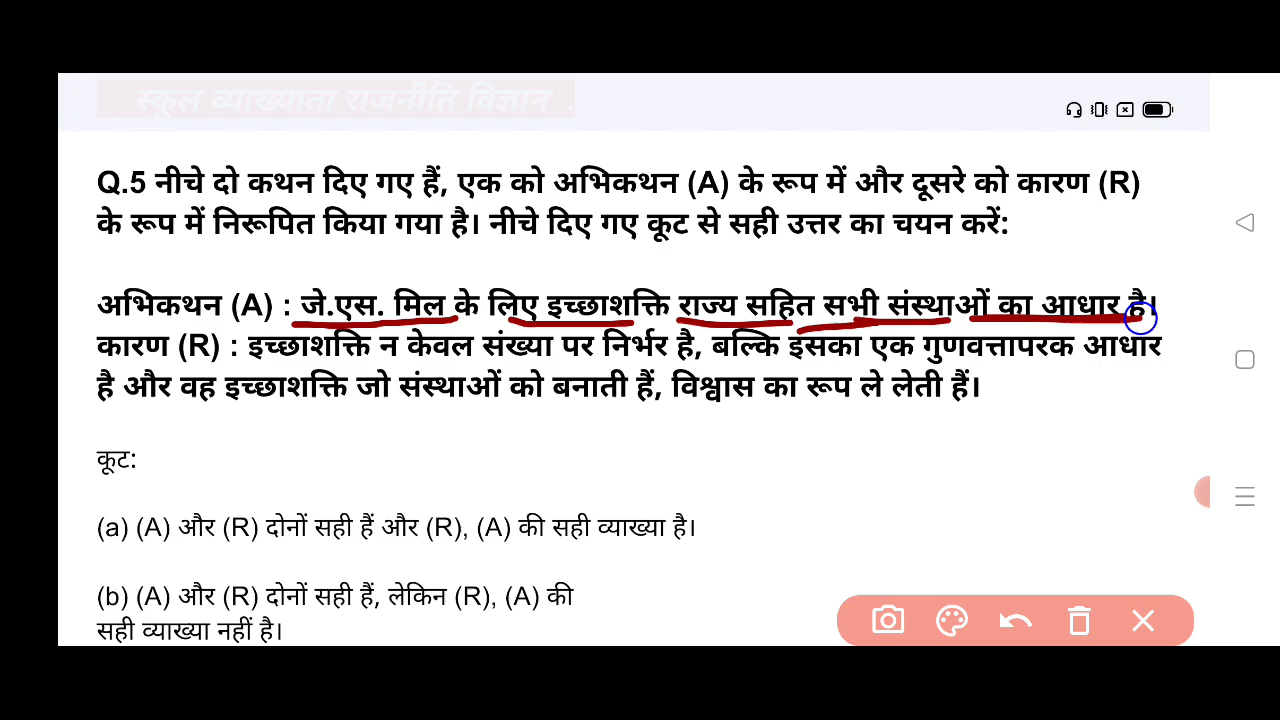 स्कूल व्याख्याता राजनीति विज्ञान .
Q.5 नीचे दो कथन दिए गए हैं, एक को अभिकथन (A) के रूप में और दूसरे को कारण (R)
के रूप में निरूपित किया गया है। नीचे दिए गए कूट से सही उत्तर का चयन करें:
अभिकथन (A) : जे.एस. मिल के लिए इच्छाशक्ति राज्य सहित सभी संस्थाओं का आधार है।
कारण (R) : इच्छाशक्ति न केवल संख्या पर निर्भर है, बल्कि इसका एक गुणवत्तापरक आधार
है और वह इच्छाशक्ति जो संस्थाओं को बनाती हैं, विश्वास का रूप ले लेती हैं।
कूट:
(a) (A) और (R) दोनों सही हैं और (R), (A) की सही व्याख्या है।
(b) (A) और (R) दोनों सही हैं, लेकिन (R), (A) की
सही व्याख्या नहीं है।